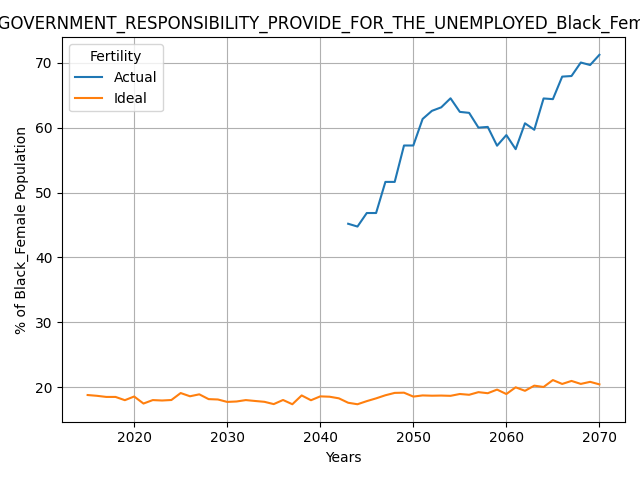 GOVERNMENT_RESPONSIBILITY_PROVIDE_FOR_THE_UNEMPLOYED_Black_Fem
Fertility
Actual
Ideal
% of Black_Female Population
70
60
50
40
30
20
2020 2030 2040 2050 2060 2070
Years